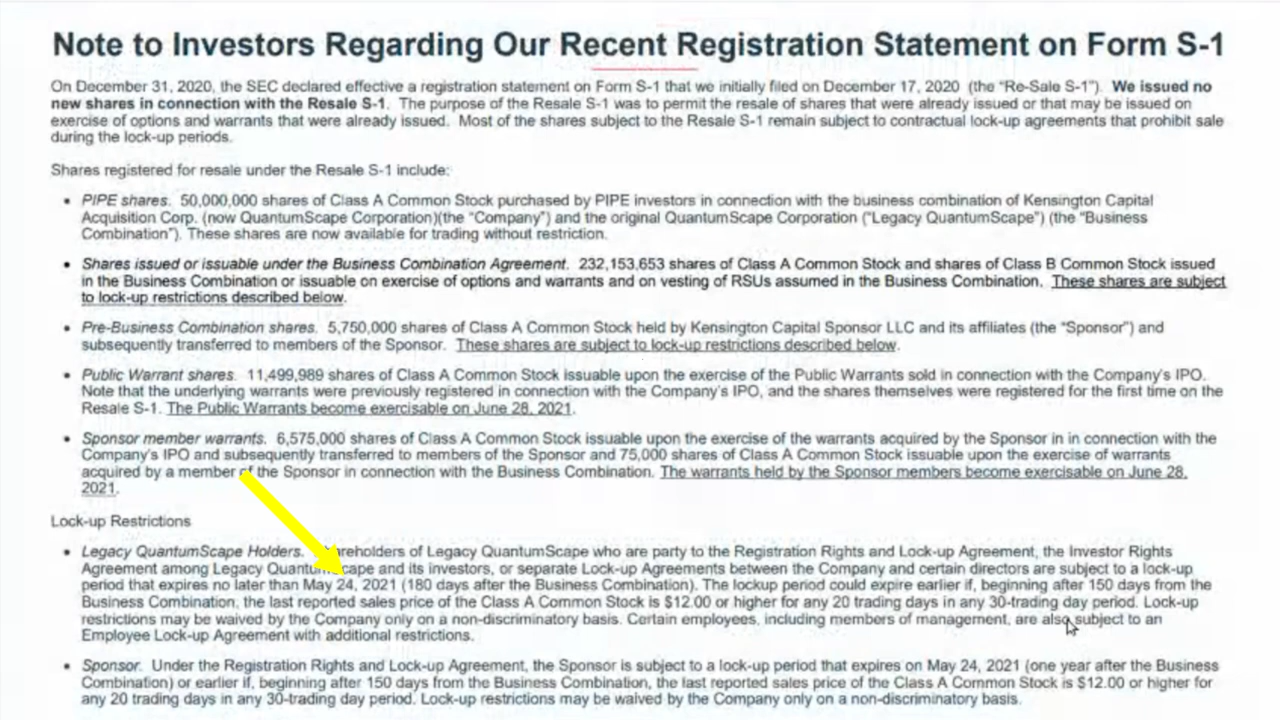 Note to Investors Regarding Our Recent Registration Statement on Form S-1
On December 31, 2020, the SEC declared effective a registration statement on Form S-1 that we initially filed on December 17, 2020 (the “Re-Sale S-1”). We issued no
new shares in connection with the Resale S-1. The purpose of the Resale S-1 was to permit the resale of shares that were already issued or that may be issued on
exercise of options and warrants that were already issued. Most of the shares subject to the Resale S-1 remain subject to contractual lock-up agreements that prohibit sale
during the lock-up periods.
Shares registered for resale under the Resale S-1 include:
• PIPE shares. 50,000,000 shares of Class A Common Stock purchased by PIPE investors in connection with the business combination of Kensington Capital
Acquisition Corp. (now QuantumScape Corporation)(the “Company”) and the original QuantumScape Corporation (“Legacy QuantumScape”) (the “Business
Combination”). These shares are now available for trading without restriction.
• Shares issued or issuable under the Business Combination Agreement. 232,153,653 shares of Class A Common Stock and shares of Class B Common Stock issued
in the Business Combination or issuable on exercise of options and warrants and on vesting of RSUs assumed in the Business Combination. These shares are subject
to lock-up restrictions described below.
• Pre-Business Combination shares. 5,750,000 shares of Class A Common Stock held by Kensington Capital Sponsor LLC and its affiliates (the “Sponsor”) and
subsequently transferred to members of the Sponsor. These shares are subject to lock-up restrictions described below.
• Public Warrant shares. 11,499,989 shares of Class A Common Stock issuable upon the exercise of the Public Warrants sold in connection with the Company's IPO.
Note that the underlying warrants were previously registered in connection with the Company's IPO, and the shares themselves were registered for the first time on the
Resale S-1. The Public Warrants become exercisable on June 28, 2021.
• Sponsor member warrants. 6,575,000 shares of Class A Common Stock issuable upon the exercise of the warrants acquired by the Sponsor in in connection with the
Company's IPO and subsequently transferred to members of the Sponsor and 75,000 shares of Class A Common Stock issuable upon the exercise of warrants
acquired by a member of the Sponsor in connection with the Business Combination. The warrants held by the Sponsor members become exercisable on June 28,
2021.
Lock-up Restrictions
• Legacy QuantumScape Holders. reholders of Legacy QuantumScape who are party to the Registration Rights and Lock-up Agreement, the Investor Rights
Agreement among Legacy QuantumScape and its investors, or separate Lock-up Agreements between the Company and certain directors are subject to a lock-up
period that expires no later than May 24, 2021 (180 days after the Business Combination). The lockup period could expire earlier if, beginning after 150 days from the
Business Combination, the last reported sales price of the Class A Common Stock is $12.00 or higher for any 20 trading days in any 30-trading day period. Lock-up
restrictions may be waived by the Company only on a non-discriminatory basis. Certain employees, including members of management, are also subject to an
Employee Lock-up Agreement with additional restrictions.
• Sponsor. Under the Registration Rights and Lock-up Agreement, the Sponsor is subject to a lock-up period that expires on May 24, 2021 (one year after the Business
Combination) or earlier if, beginning after 150 days from the Business Combination, the last reported sales price of the Class A Common Stock is $12.00 or higher for
any 20 trading days in any 30-trading day period. Lock-up restrictions may be waived by the Company only on a non-discriminatory basis.